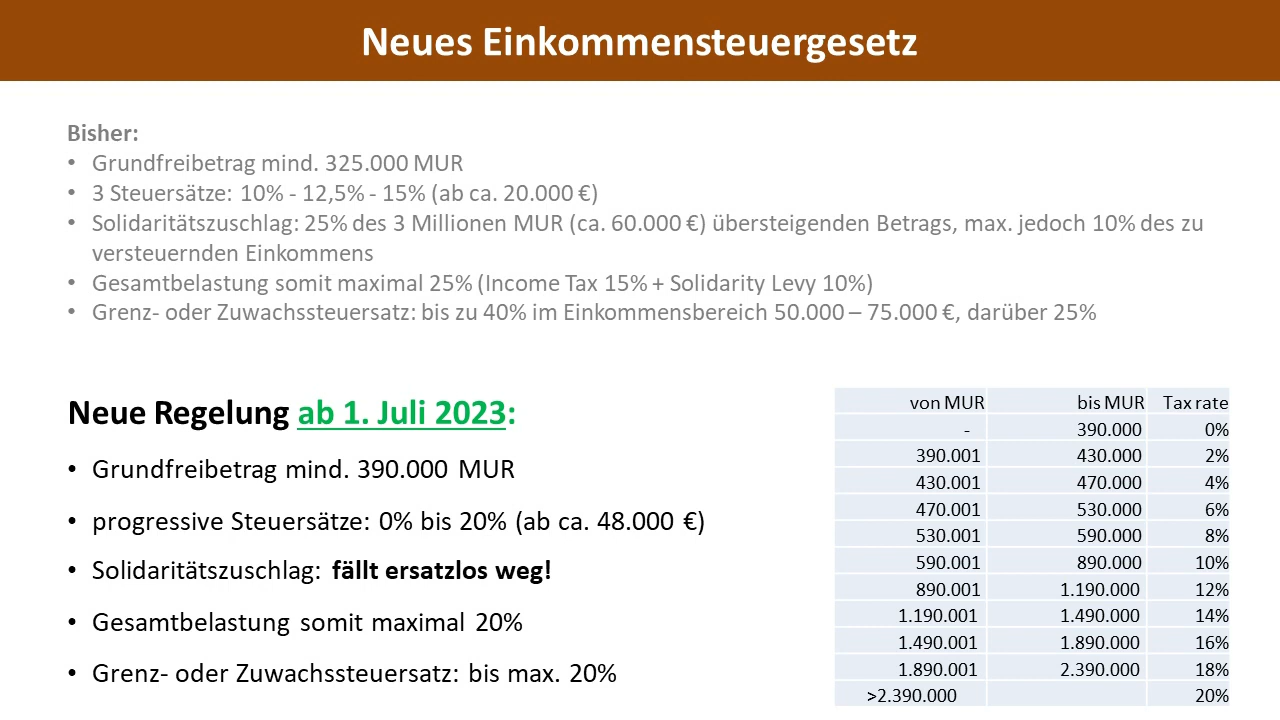 Neues Einkommensteuergesetz
Bisher:
• Grundfreibetrag mind. 325.000 MUR
• 3 Steuersätze: 10% - 12,5% - 15% (ab ca. 20.000 €)
• Solidaritätszuschlag: 25% des 3 Millionen MUR (ca. 60.000 €) übersteigenden Betrags, max. jedoch 10% des zu
versteuernden Einkommens
• Gesamtbelastung somit maximal 25% (Income Tax 15% + Solidarity Levy 10%)
• Grenz- oder Zuwachssteuersatz: bis zu 40% im Einkommensbereich 50.000 – 75.000 €, darüber 25%
Neue Regelung ab 1. Juli 2023:
• Grundfreibetrag mind. 390.000 MUR
• progressive Steuersätze: 0% bis 20% (ab ca. 48.000 €)
• Solidaritätszuschlag: fällt ersatzlos weg!
• Gesamtbelastung somit maximal 20%
• Grenz- oder Zuwachssteuersatz: bis max. 20%
von MUR bis MUR Tax rate
- 390.000 0%
390.001 430.000 2%
430.001 470.000 4%
470.001 530.000 6%
530.001 590.000 8%
590.001 890.000 10%
890.001 1.190.000 12%
1.190.001 1.490.000 14%
1.490.001 1.890.000 16%
1.890.001 2.390.000 18%
>2.390.000 20%